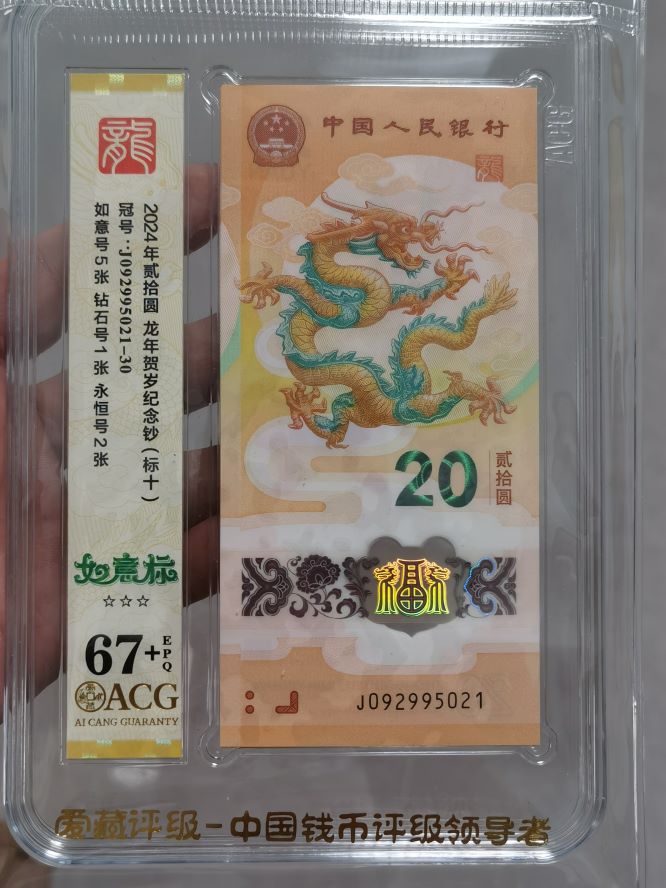 龍
2024年贰拾圆 龙年贺岁纪念钞（标十）
冠号:J092995021-30
如意号5张 钻石号1张 永恒号2张
如意标
☆☆☆
67+ EPQ
ACG
AI CANG GUARANTY
中国人民银行
龍
20
贰拾圆
福
J092995021
爱藏评级-中国钱币评级领导者
ACG